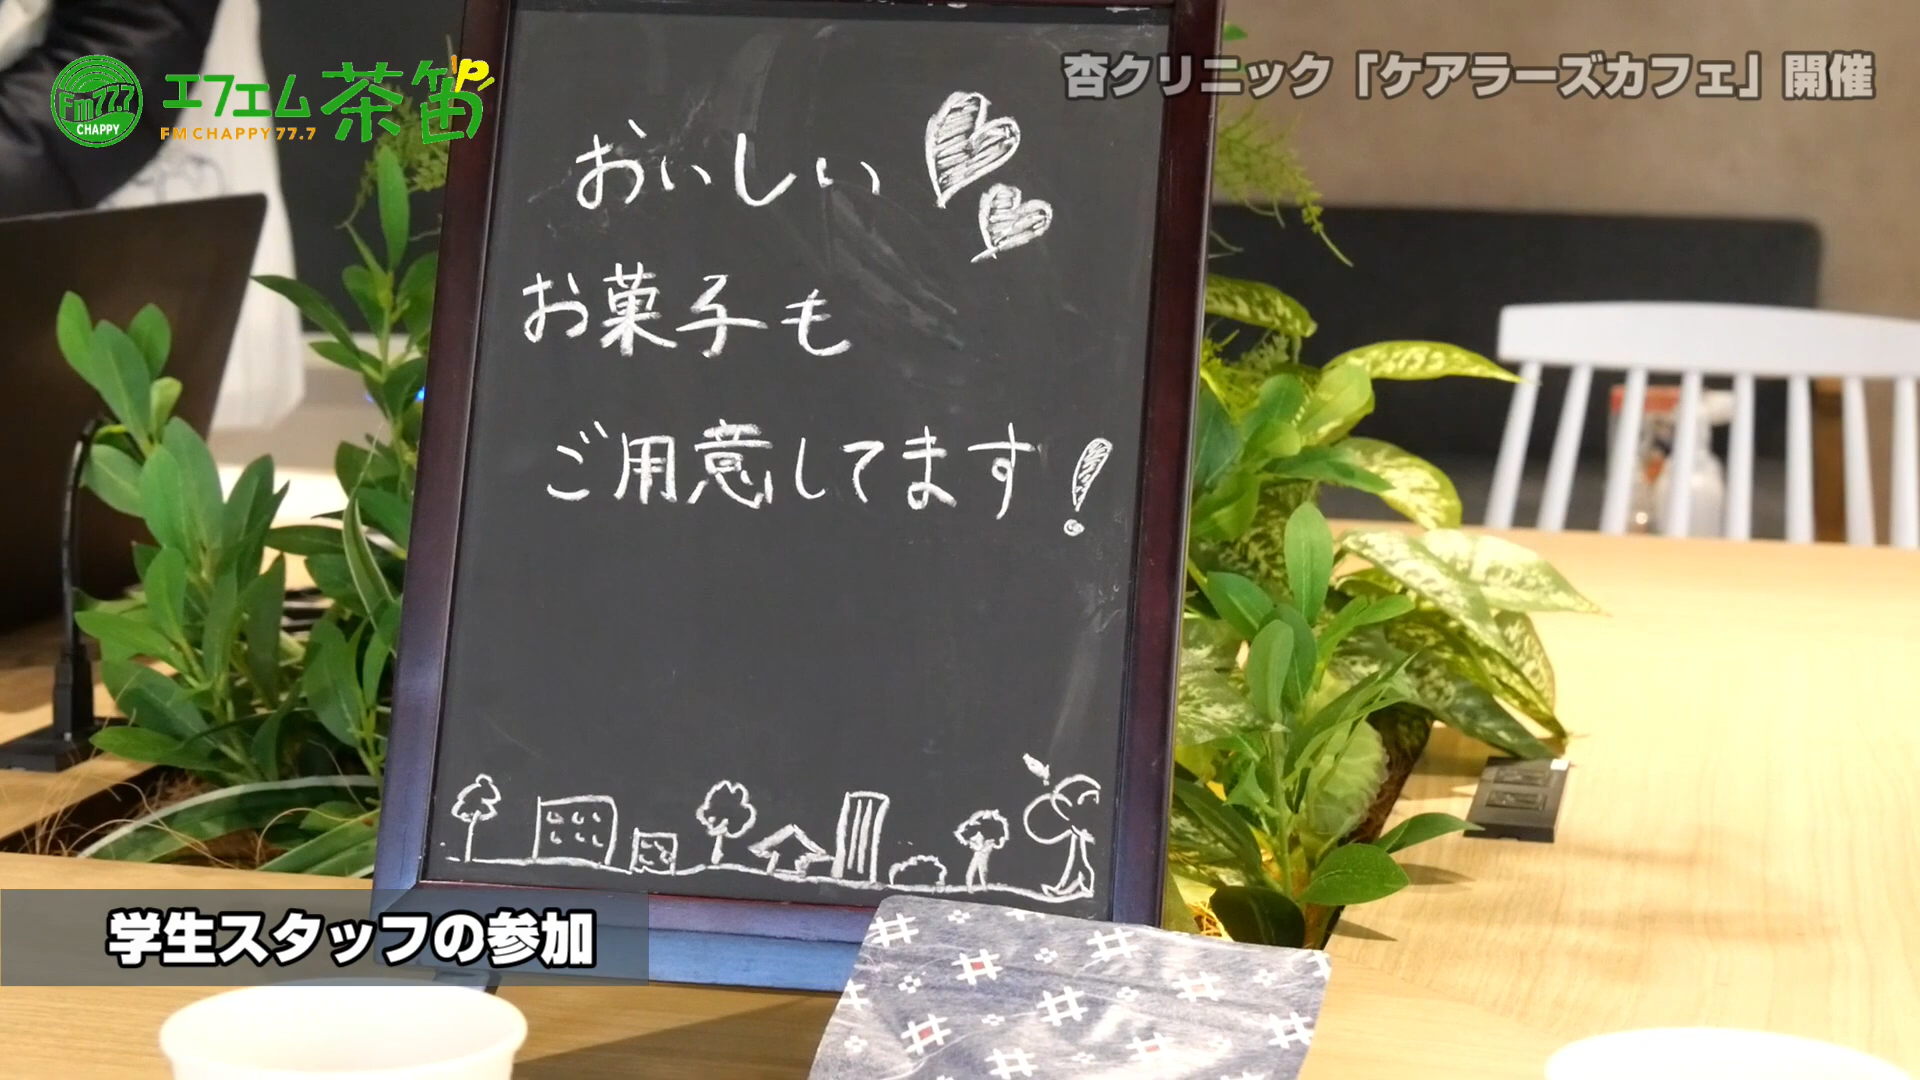 Fm77.7
CHAPPY
エフエム茶笛
FM CHAPPY 77.7
杏クリニック「ケアラーズカフェ」開催
おいしい
お菓子も
ご用意してます!
学生スタッフの参加